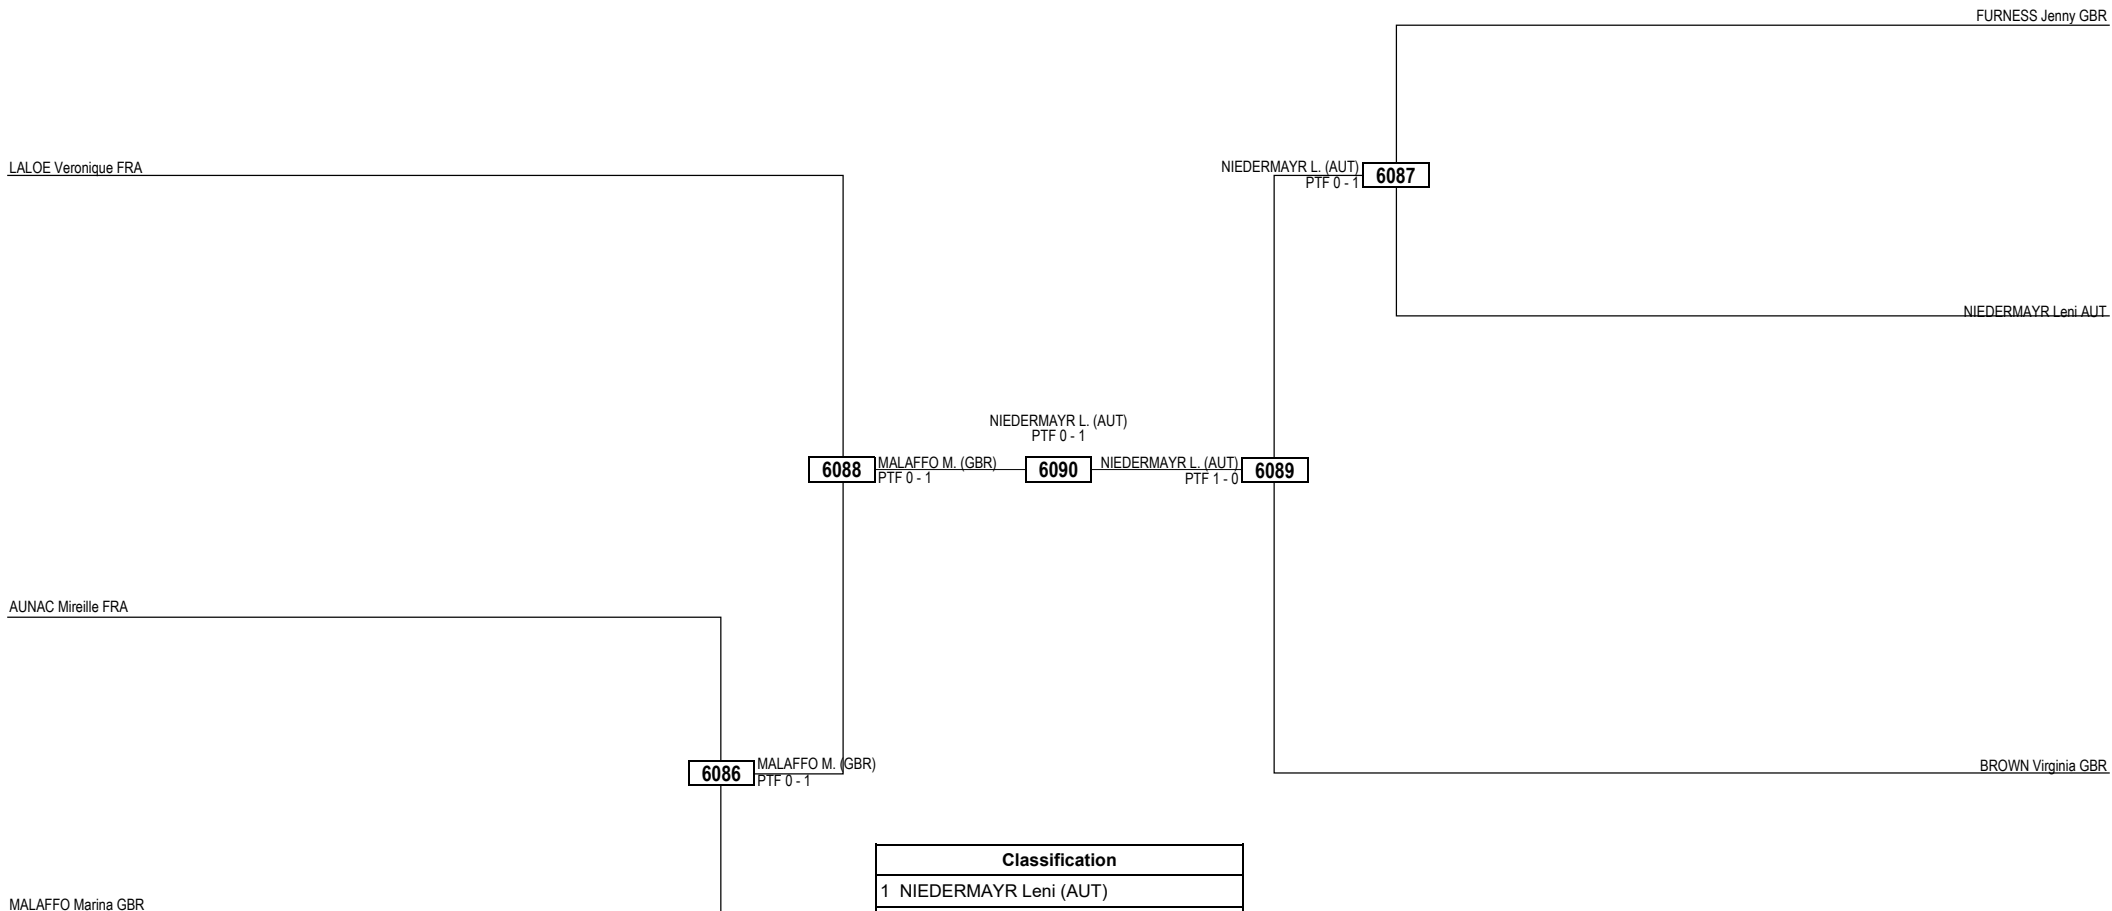 FURNESS Jenny GBR
LALOE Veronique FRA
NIEDERMAYR L. (AUT)
PTF 0 - 1
6087
NIEDERMAYR Leni AUT
NIEDERMAYR L. (AUT)
PTF 0 - 1
6088
MALAFFO M. (GBR)
PTF 0 - 1
6090
NIEDERMAYR L. (AUT)
PTF 1 - 0
6089
AUNAC Mireille FRA
6086
MALAFFO M. (GBR)
PTF 0 - 1
BROWN Virginia GBR
Classification
1 NIEDERMAYR Leni (AUT)
MALAFFO Marina GBR